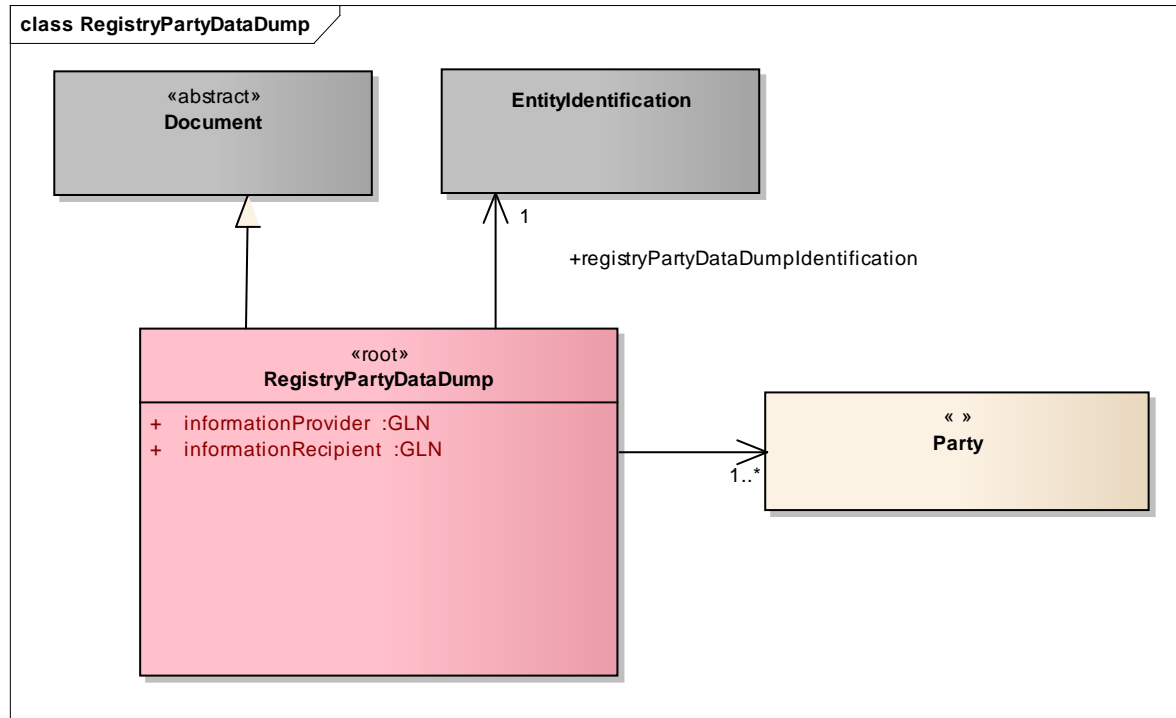 class RegistryPartyDataDump
«abstract»
Document
EntityIdentification
1
+registryPartyDataDumpIdentification
«root»
RegistryPartyDataDump
+ informationProvider :GLN
+ informationRecipient :GLN
« »
Party
1..*